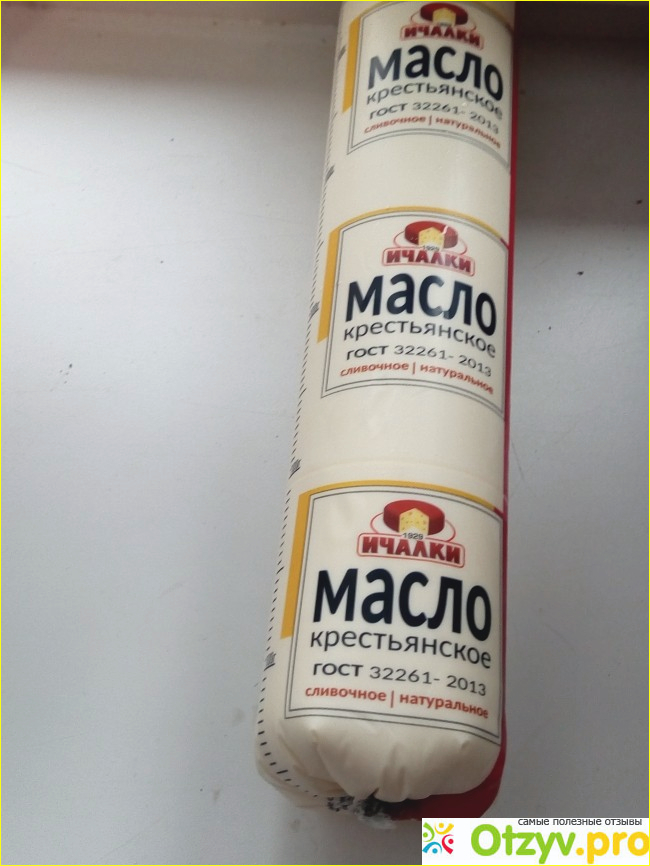 ИЧАЛКИ
масло
крестьянское
ГОСТ 32261- 2013
сливочное | натуральное
1929
ИЧАЛКИ
масло
крестьянское
ГОСТ 32261- 2013
сливочное | натуральное
1929
ИЧАЛКИ
масло
крестьянское
ГОСТ 32261- 2013
сливочное | натуральное
самые полезные отзывы
Otzyv.pro